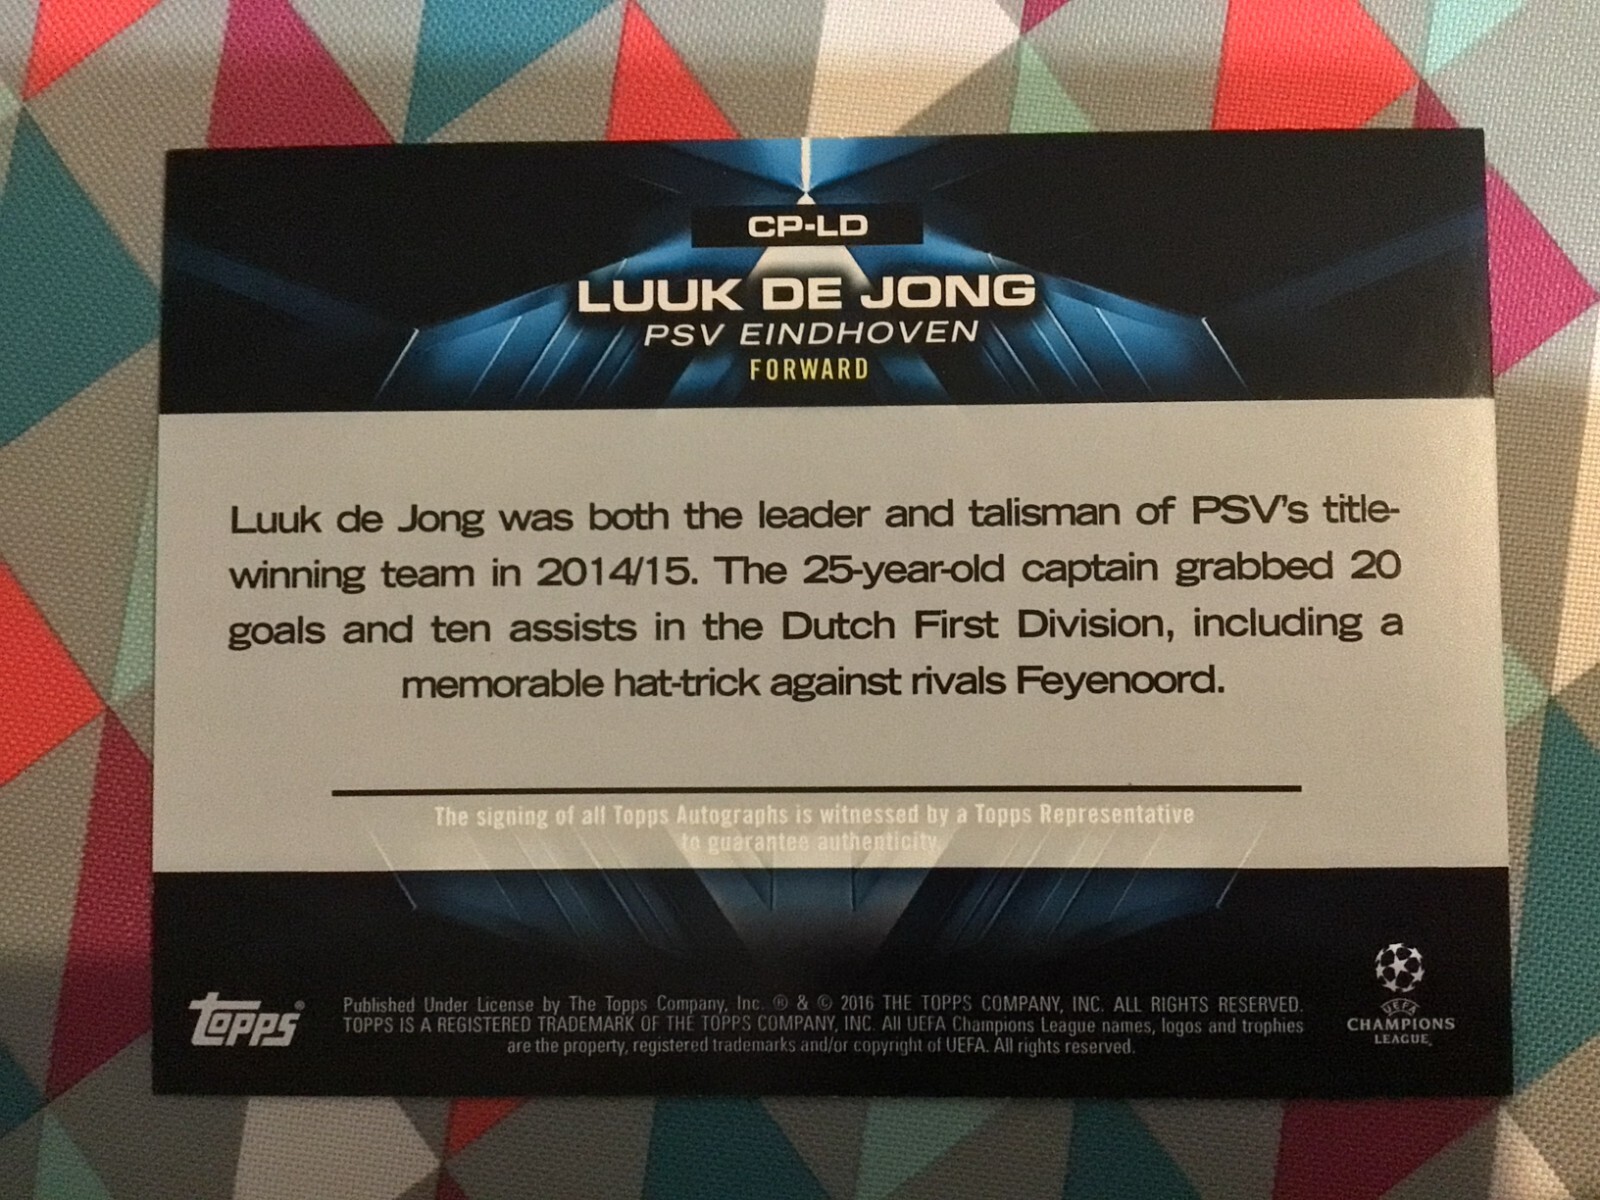 CP-LD
LUUK DE JONG
PSV EINDHOVEN
FORWARD
Luuk de Jong was both the leader and talisman of PSV's title-
winning team in 2014/15. The 25-year-old captain grabbed 20
goals and ten assists in the Dutch First Division, including a
memorable hat-trick against rivals Feyenoord.
The signing of all Topps Autographs is witnessed by a Topps Representative
to guarantee authenticity.
Topps®
Published Under License by The Topps Company, Inc. ® & © 2016 THE TOPPS COMPANY, INC. ALL RIGHTS RESERVED.
TOPPS IS A REGISTERED TRADEMARK OF THE TOPPS COMPANY, INC. All UEFA Champions League names, logos and trophies
are the property, registered trademarks and/or copyright of UEFA. All rights reserved.
UEFA
CHAMPIONS
LEAGUE